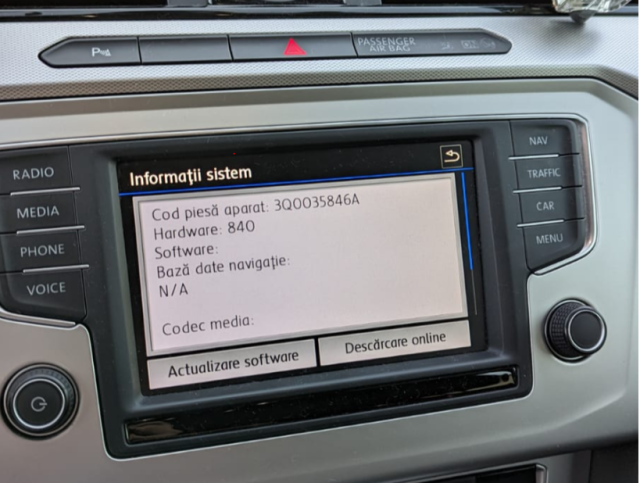 P
PASSENGER
AIR BAG
RADIO
MEDIA
PHONE
VOICE
Informații sistem
Cod piesă aparat: 3Q0035846A
Hardware: 840
Software:
Bază date navigație:
N/A
Codec media:
Actualizare software
Descărcare online
NAV
TRAFFIC
CAR
MENU